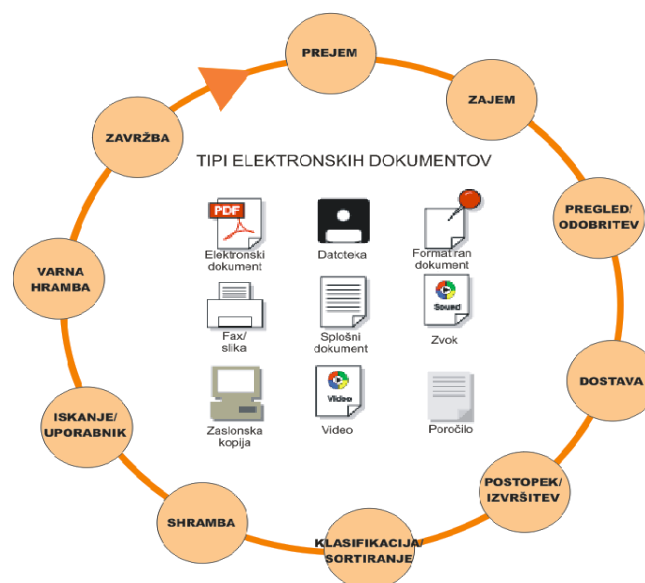 PREJEM
ZAJEM
ZAVRŽBA
TIPI ELEKTRONSKIH DOKUMENTOV
PREGLED/
ODOBRITEV
PDF
Elektronski
dokument
Datoteka
Formatiran
dokument
VARNA
HRAMBA
Fax/
slika
Splošni
dokument
Sound
Zvok
DOSTAVA
ISKANJE/
UPORABNIK
Zaslonska
kopija
Video
Video
Poročilo
POSTOPEK/
IZVRŠITEV
SHRAMBA
KLASIFIKACIJA/
SORTIRANJE